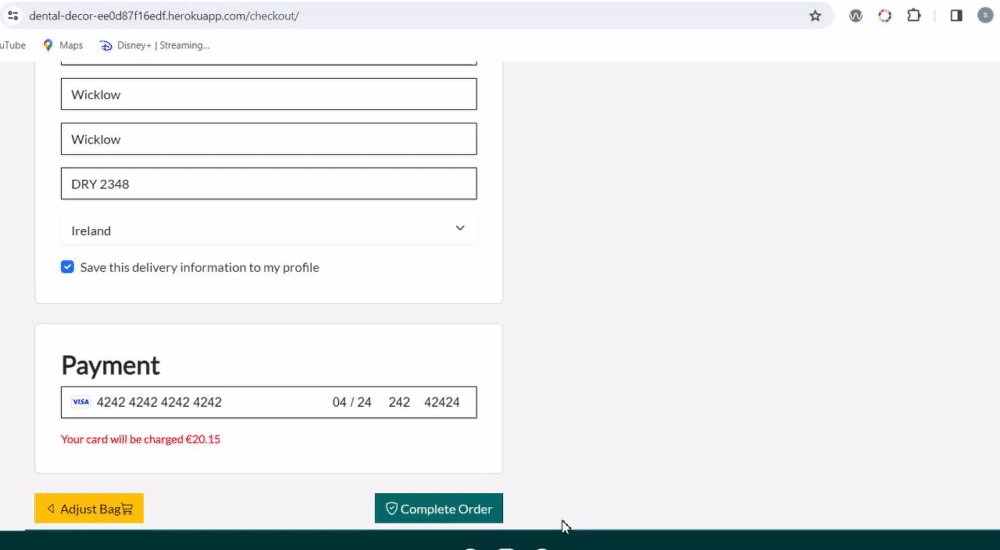 dental-decor-ee0d87f16edf.herokuapp.com/checkout/
S
uTube Maps Disney+ | Streaming...
Wicklow
Wicklow
DRY 2348
Ireland
Save this delivery information to my profile
Payment
VISA 4242 4242 4242 4242 04 / 24 242 42424
Your card will be charged €20.15
Adjust Bag Complete Order